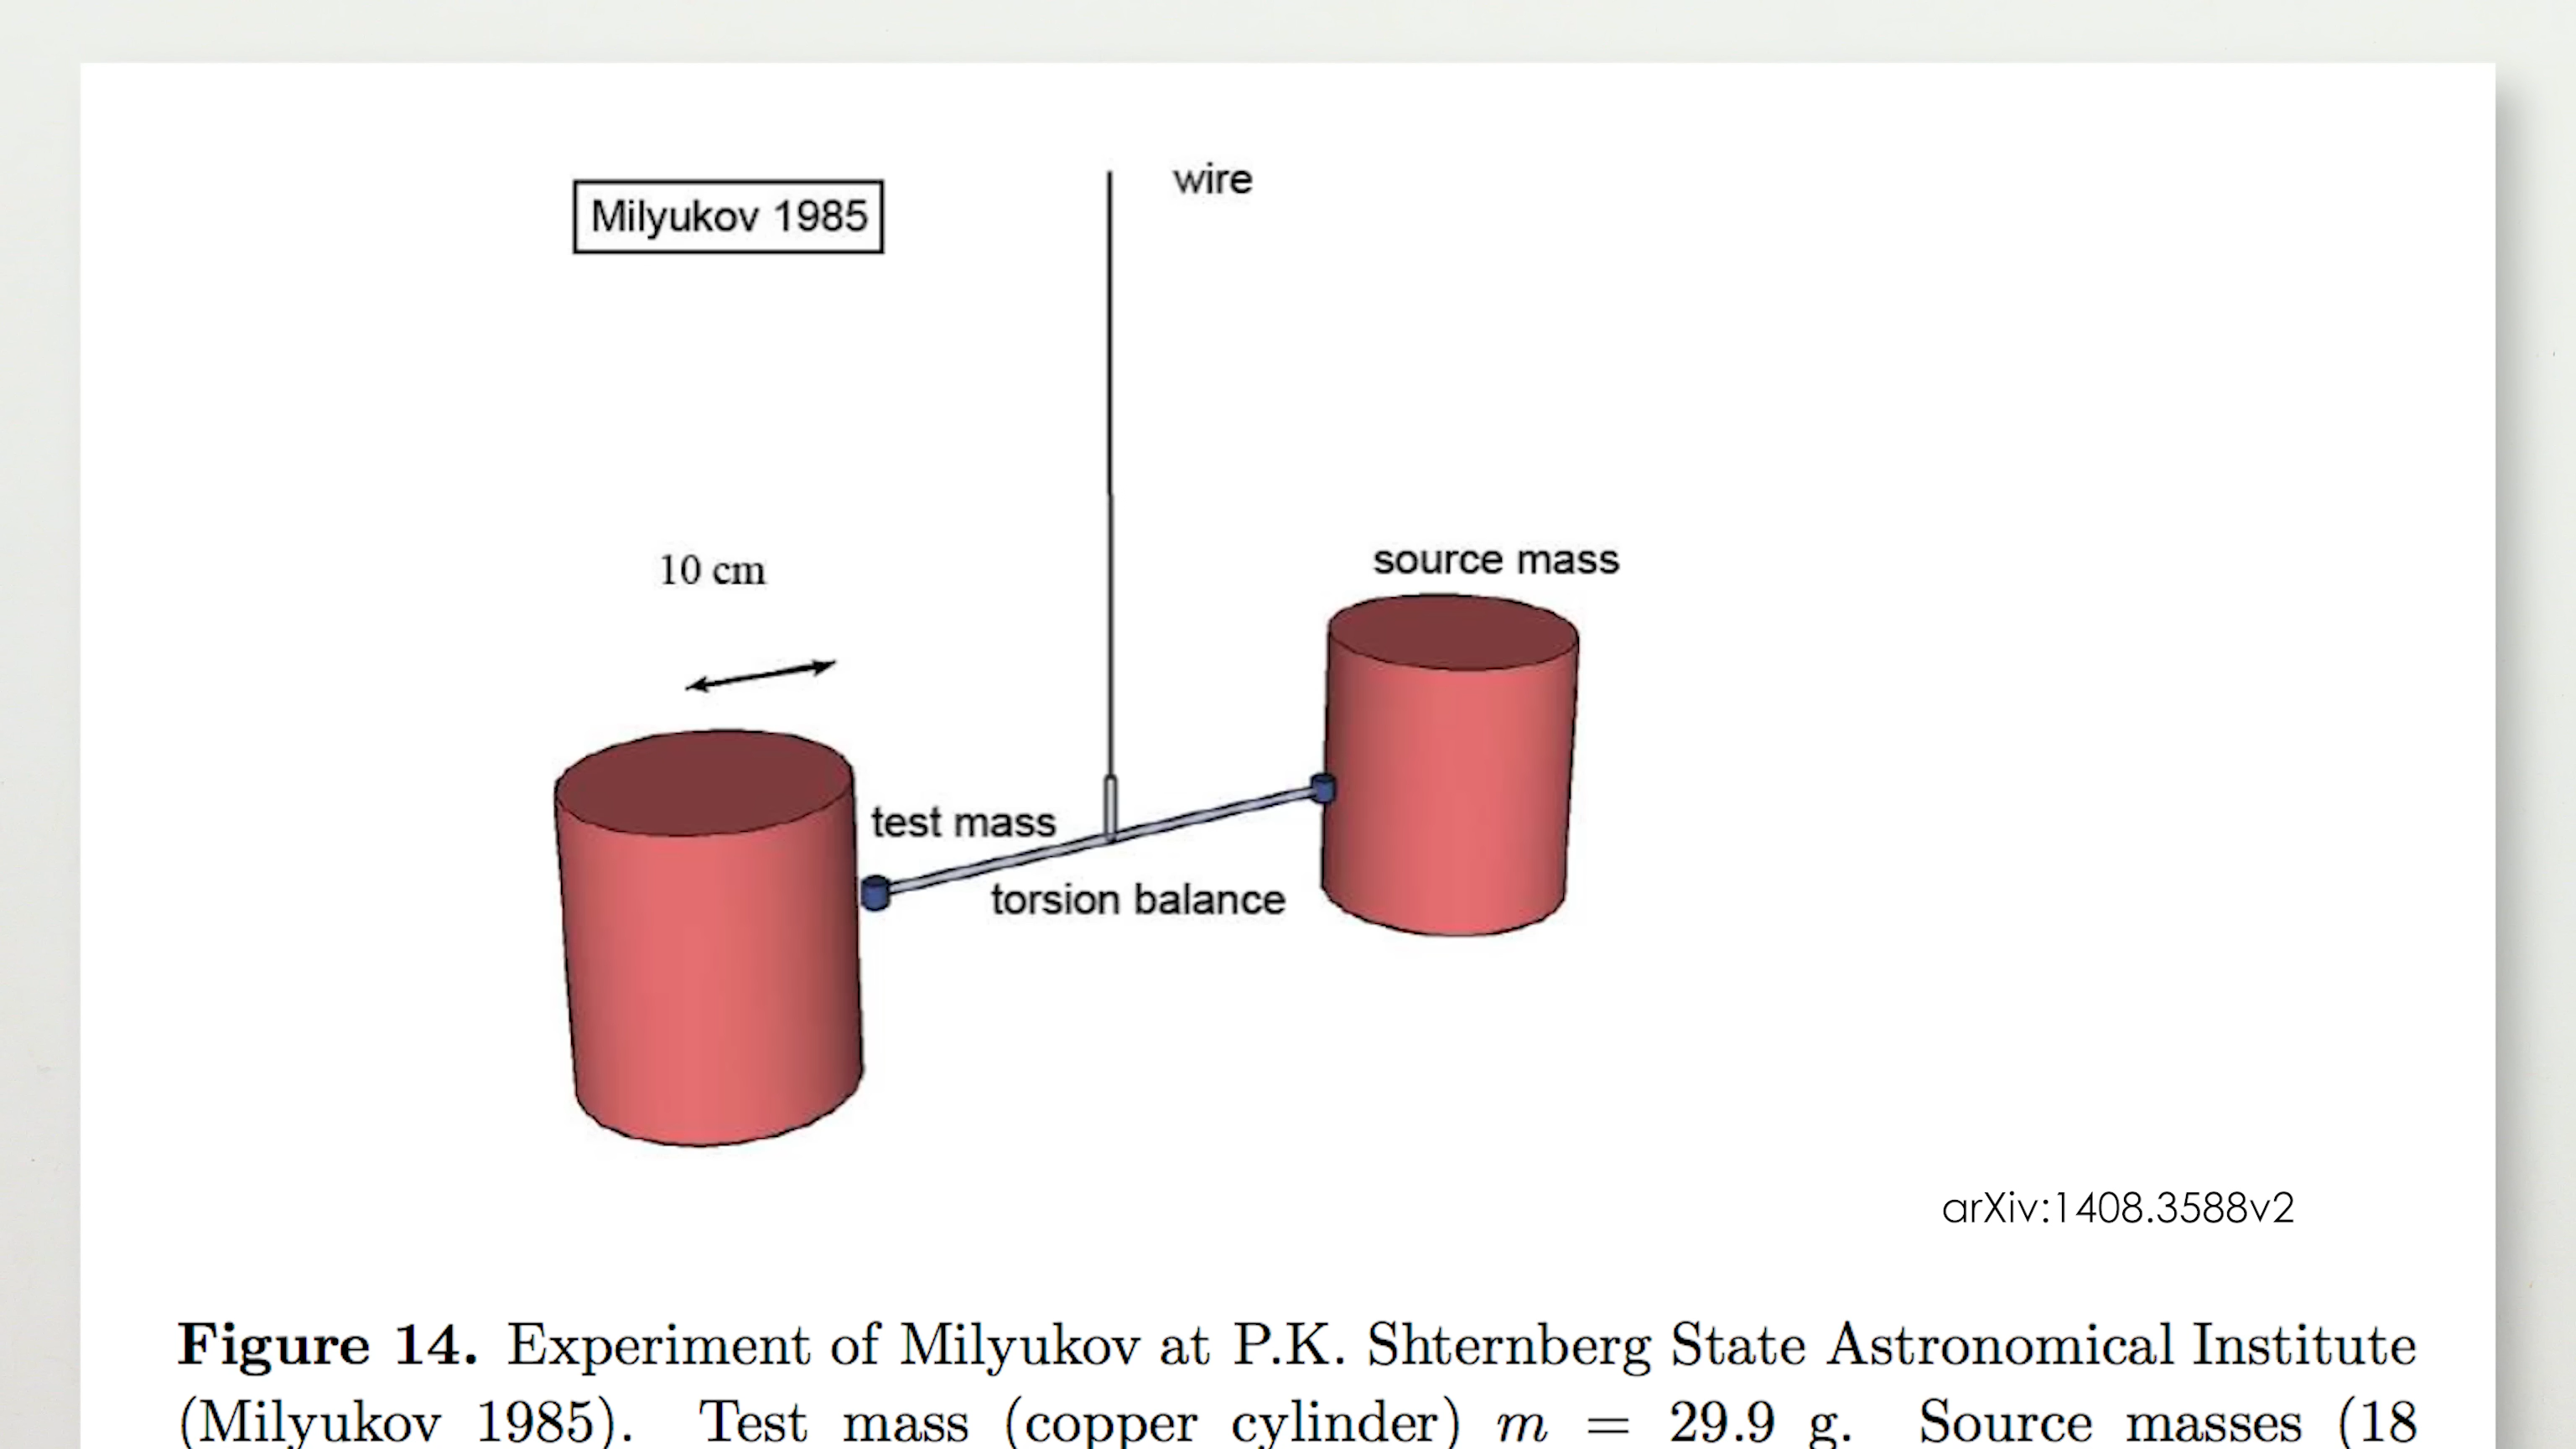 Milyukov 1985
wire
10 cm
source mass
test mass
torsion balance
arXiv:1408.3588v2
Figure 14. Experiment of Milyukov at P.K. Shternberg State Astronomical Institute
(Milyukov 1985). Test mass (copper cylinder) m = 29.9 g. Source masses (18